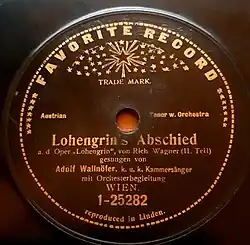 FAVORITE RECORD
TRADE MARK.
Austrian
Tenor w. Orchestra
Lohengrin's Abschied
a. d Oper „Lohengrin", von Rich Wagner (II. Teil)
gesungen von
Adolf Wallnöfer, k. u. k. Kammersänger
mit Orchesterbegleitung
WIEN.
1-25282
reproduced in Linden.